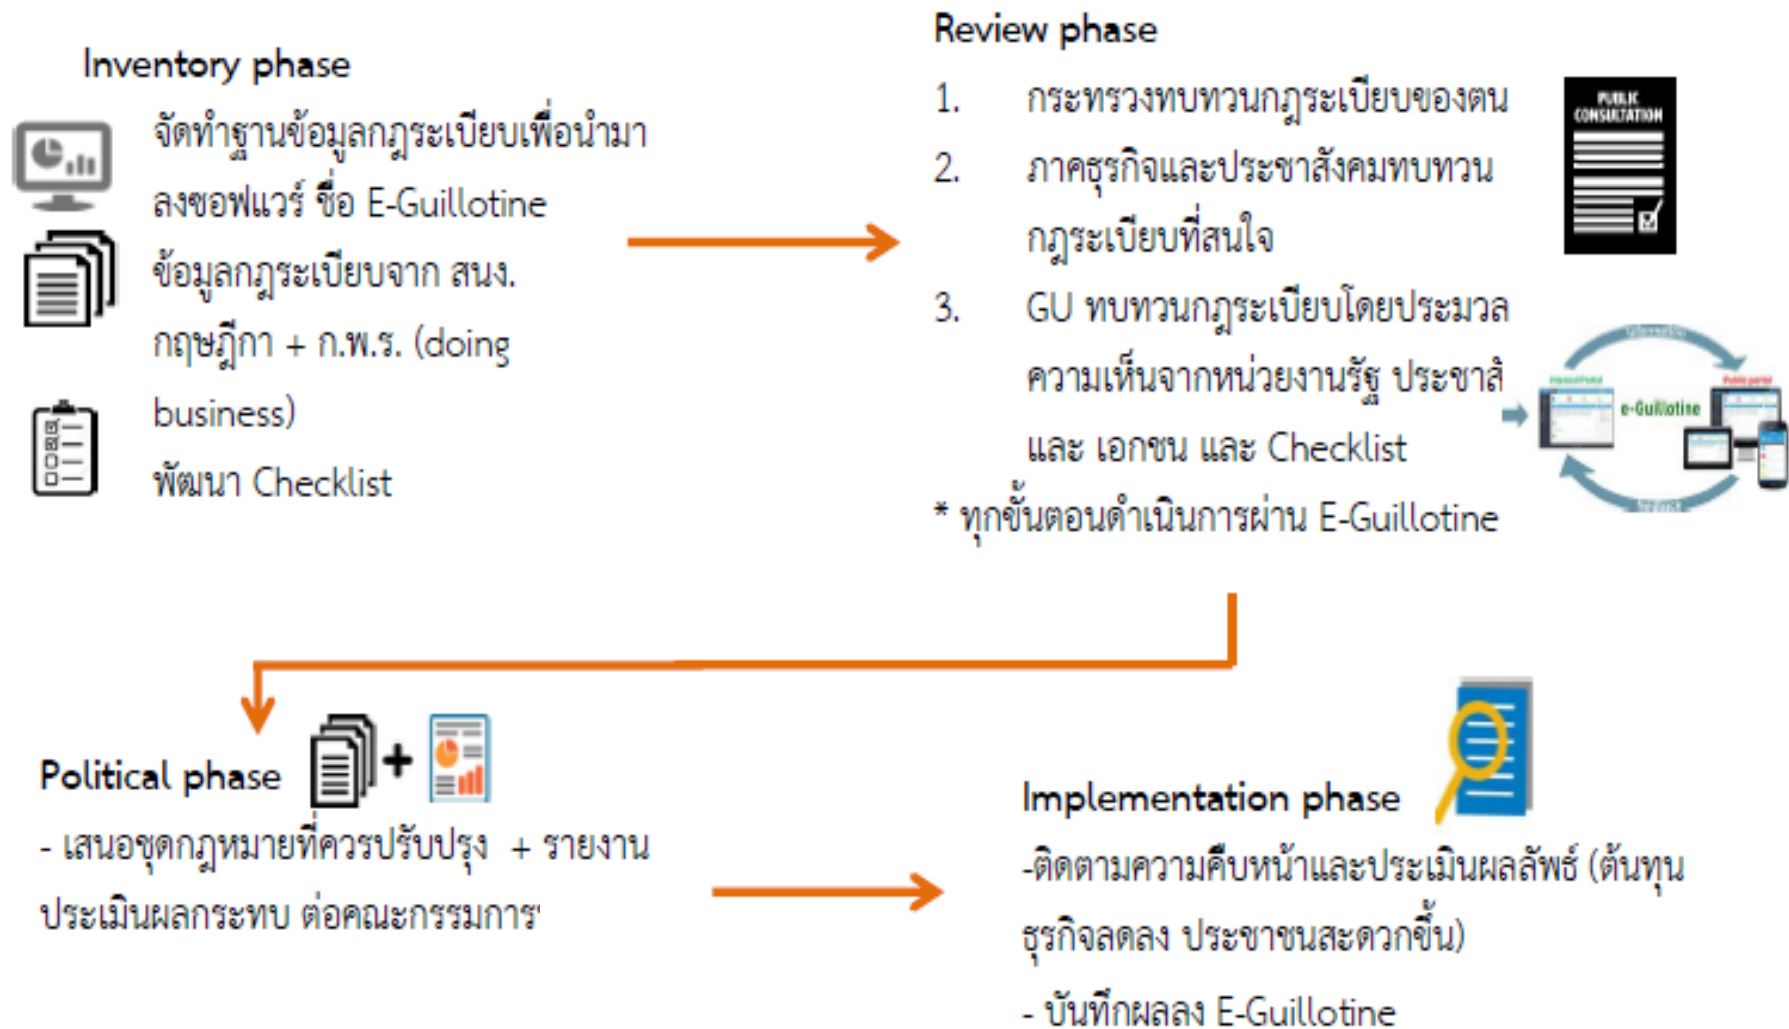 Inventory phase
จัดทำฐานข้อมูลกฎระเบียบเพื่อนำมา
ลงซอฟแวร์ ชื่อ E-Guillotine
ข้อมูลกฎระเบียบจาก สนง.
กฤษฎีกา + ก.พ.ร. (doing
business)
พัฒนา Checklist
Review phase
1. กระทรวงทบทวนกฎระเบียบของตน
2. ภาคธุรกิจและประชาสังคมทบทวน
กฎระเบียบที่สนใจ
3. GU ทบทวนกฎระเบียบโดยประมวล
ความเห็นจากหน่วยงานรัฐ ประชาสั
และ เอกชน และ Checklist
* ทุกขั้นตอนดำเนินการผ่าน E-Guillotine
PUBLIC
CONSULTATION
Information
Public portal
e-Guillotine
feedback
Political phase
+
- เสนอชุดกฎหมายที่ควรปรับปรุง + รายงาน
ประเมินผลกระทบ ต่อคณะกรรมการ
Implementation phase
-ติดตามความคืบหน้าและประเมินผลลัพธ์ (ต้นทุน
ธุรกิจลดลง ประชาชนสะดวกขึ้น)
- บันทึกผลลง E-Guillotine